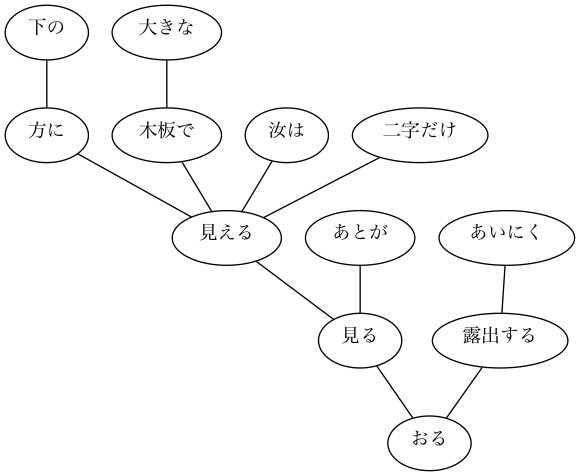 下の
大きな
方に
木板で
汝は
二字だけ
見える
あとが
あいにく
見る
露出する
おる